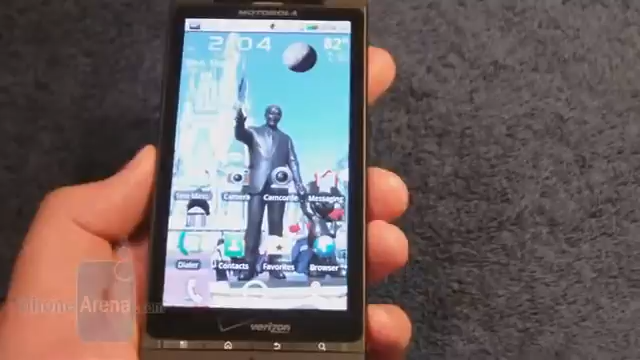 MOTOROLA
2:04
82°
Camera
Camcorder
Messaging
Dialer
Contacts
Favorites
Browser
phoneArena.com
verizon